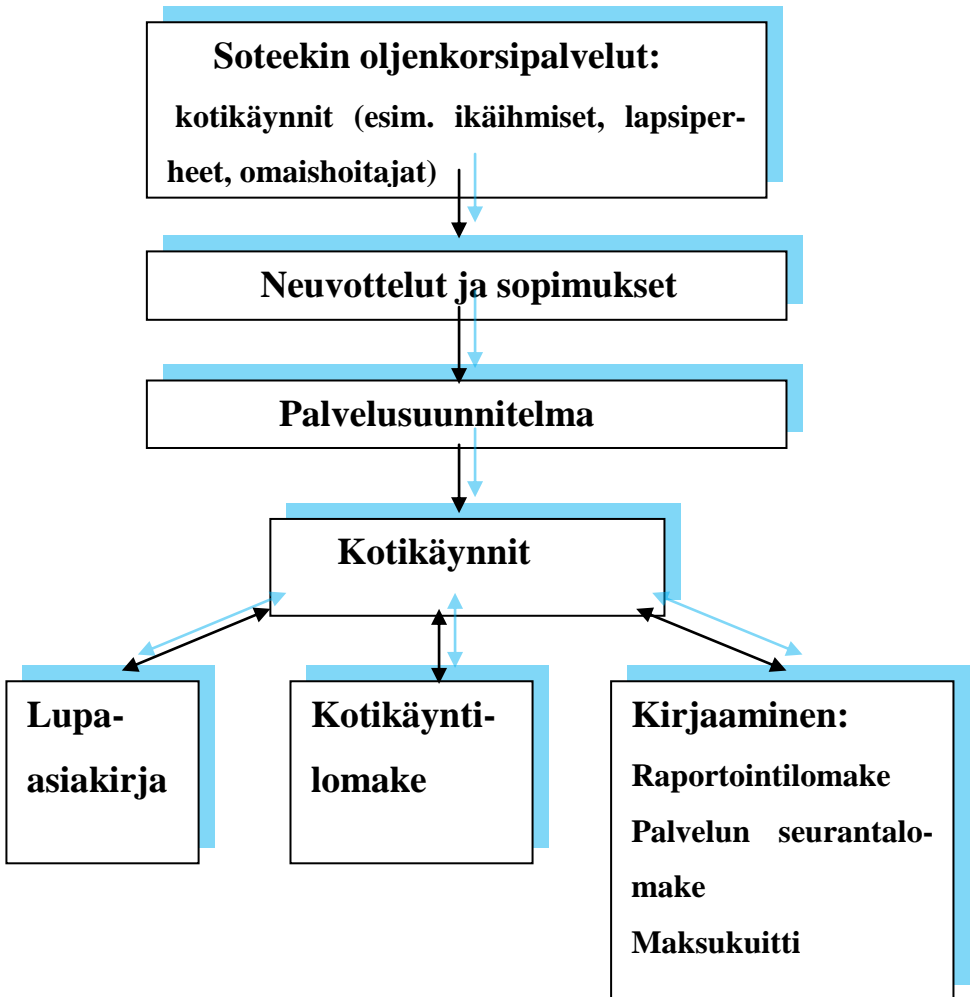 Soteekin oljenkorsipalvelut:
kotikäynnit (esim. ikäihmiset, lapsiper-
heet, omaishoitajat)
Neuvottelut ja sopimukset
Palvelusuunnitelma
Kotikäynnit
Lupa-
asiakirja
Kotikäynti-
lomake
Kirjaaminen:
Raportointilomake
Palvelun seurantalo-
make
Maksukuitti